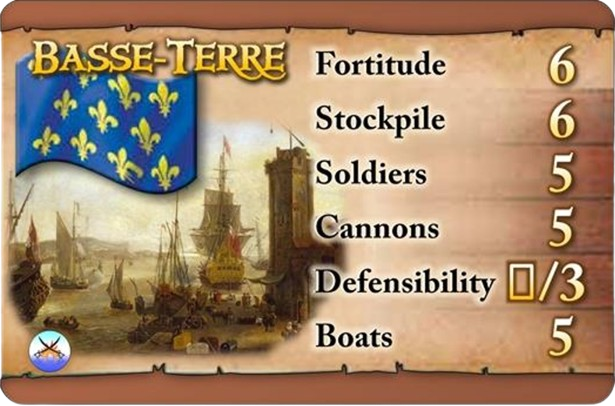 BASSE-TERRE
Fortitude 6
Stockpile 6
Soldiers 5
Cannons 5
Defensibility ▯/3
Boats 5